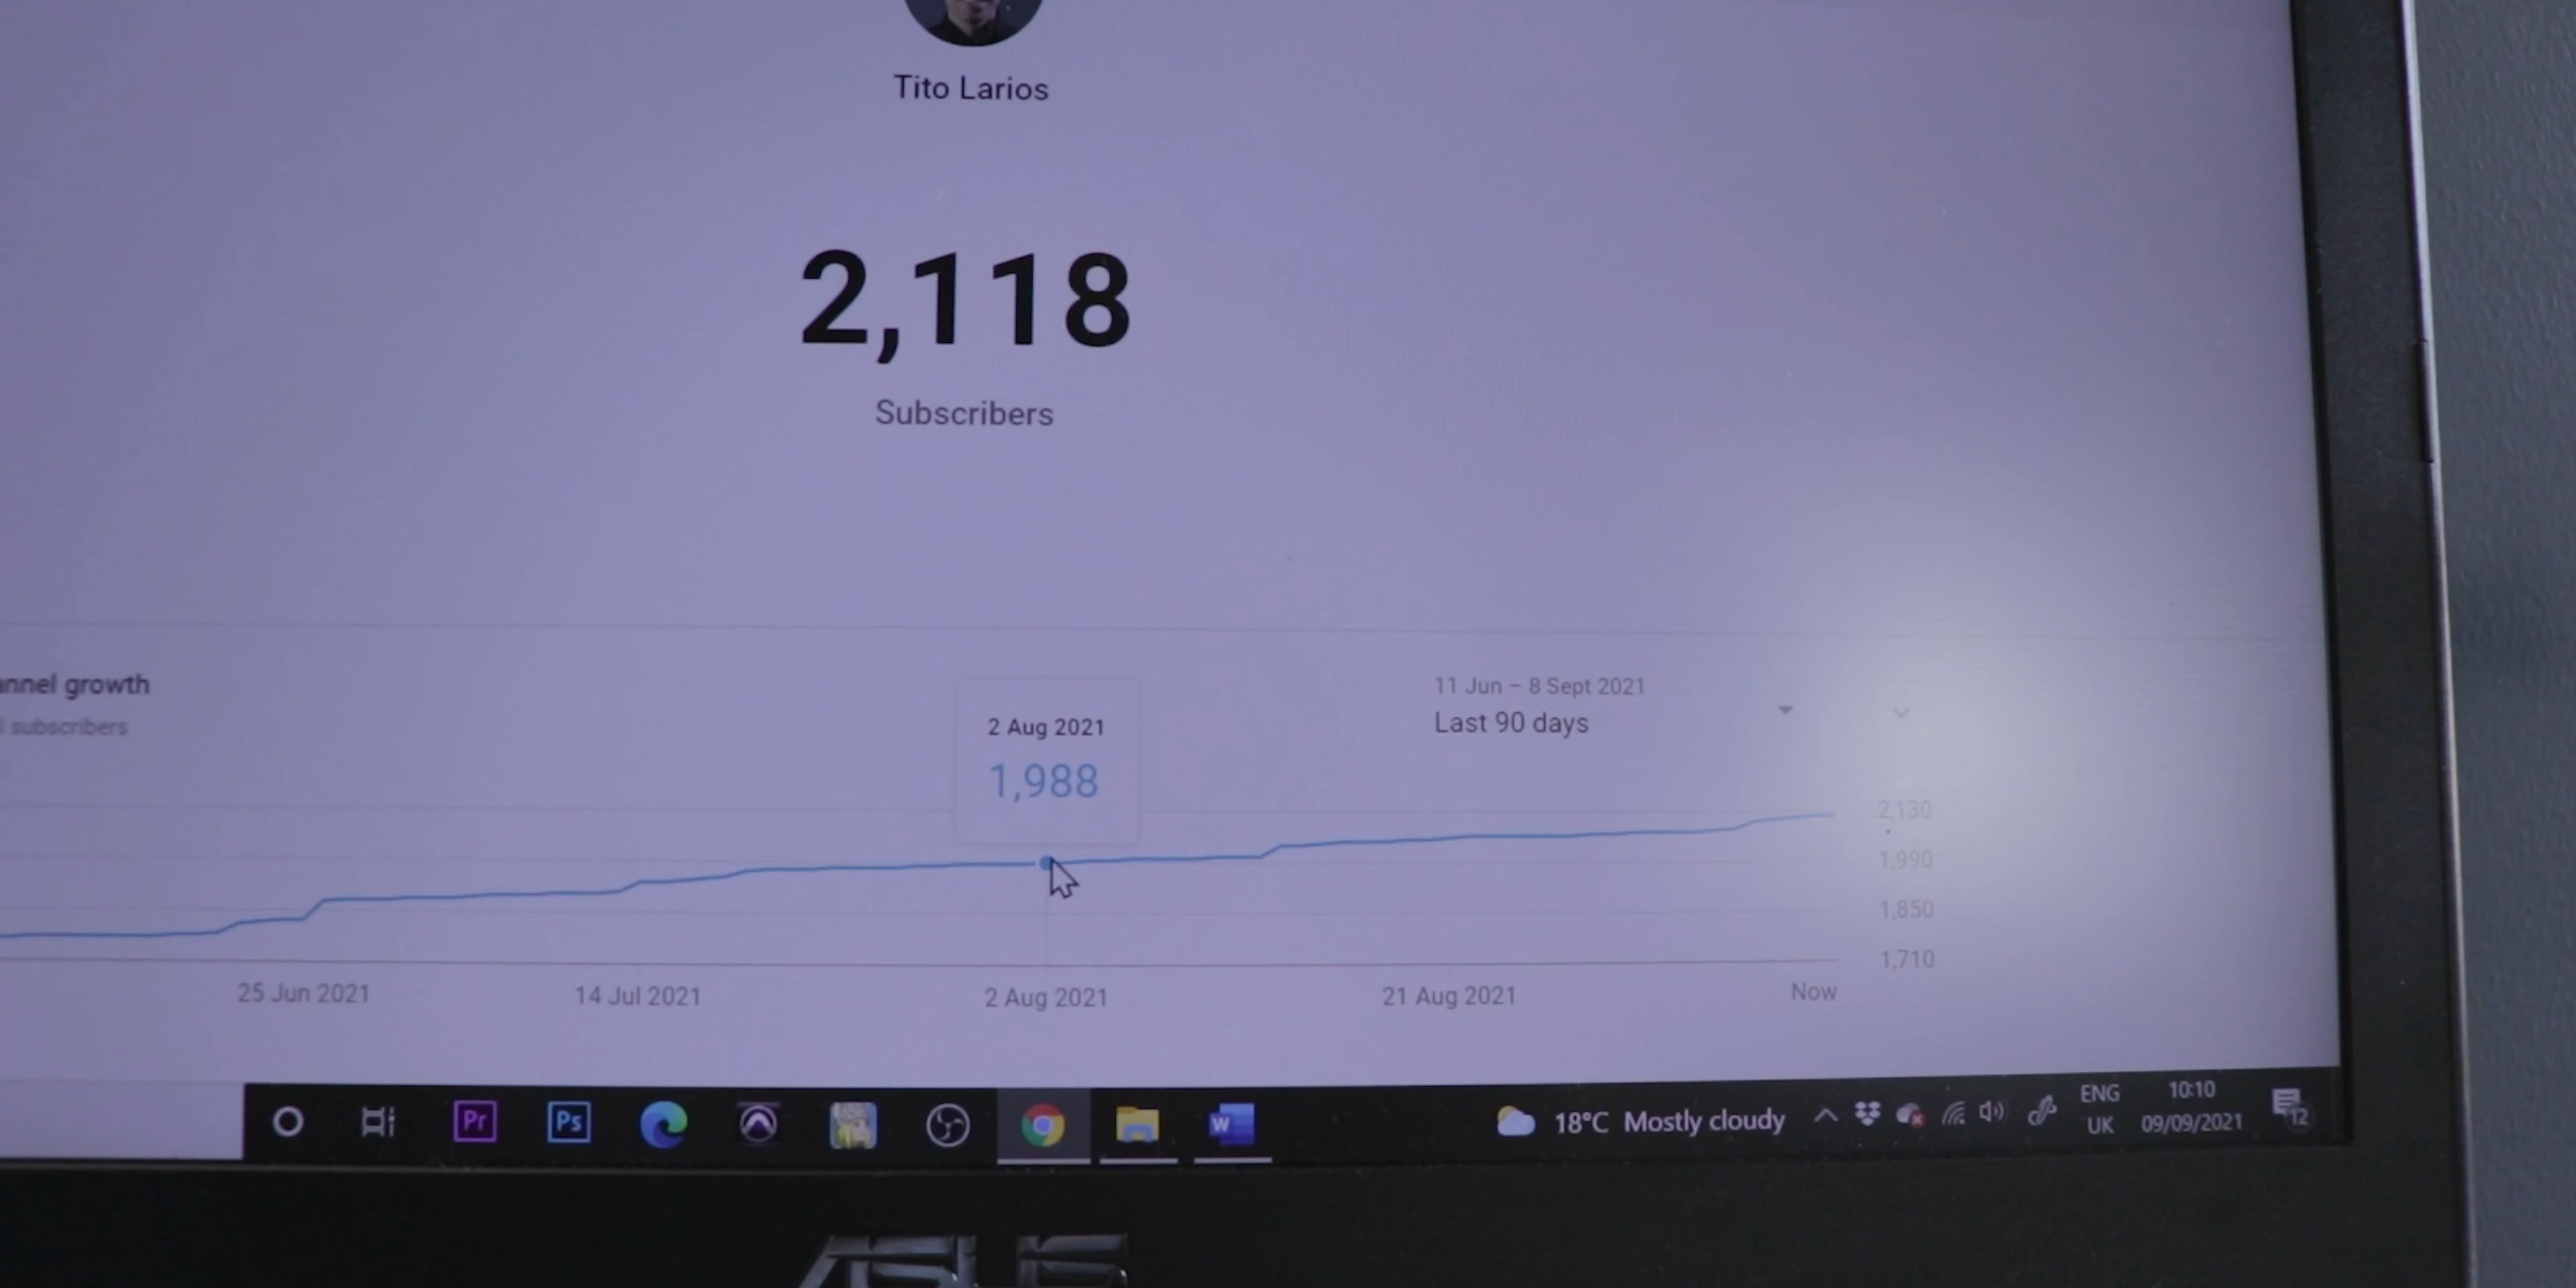 Tito Larios
2,118
Subscribers
annel growth
subscribers
2 Aug 2021
1,988
11 Jun – 8 Sept 2021
Last 90 days
2,130
1,990
1,850
1,710
25 Jun 2021
14 Jul 2021
2 Aug 2021
21 Aug 2021
Now
Pr
Ps
W
18°C Mostly cloudy
ENG
UK
10:10
09/09/2021
12